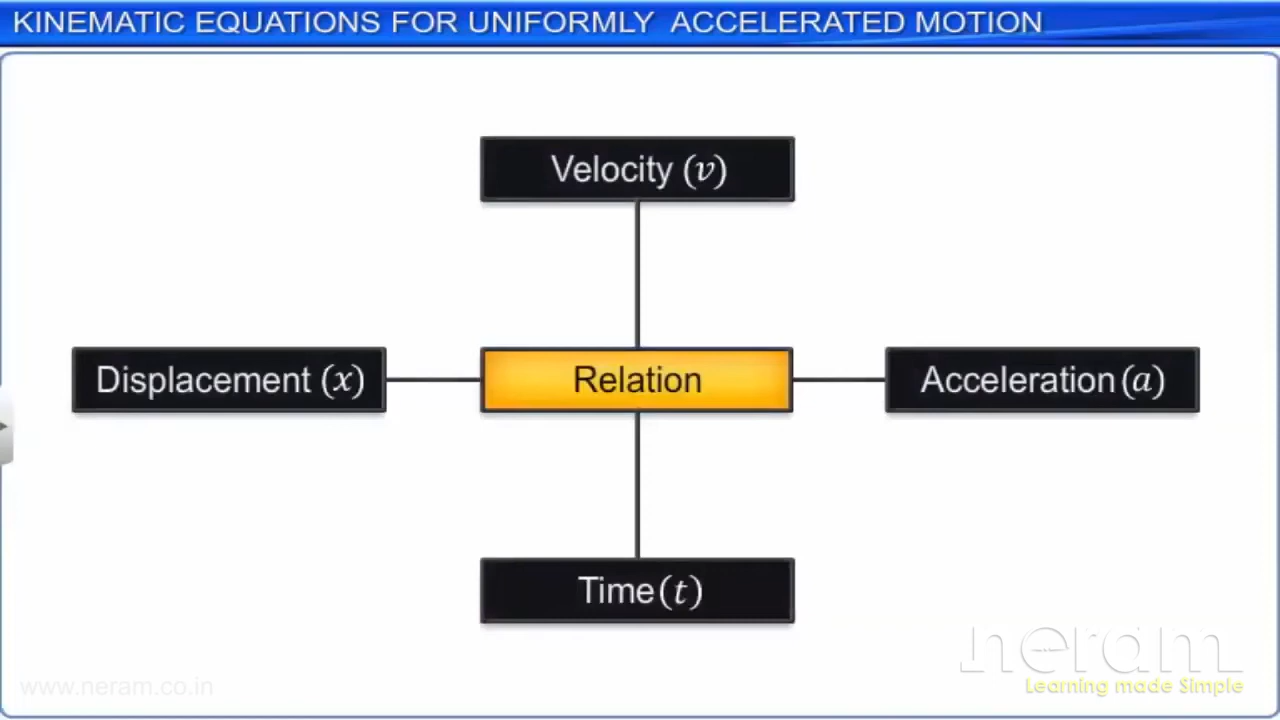 KINEMATIC EQUATIONS FOR UNIFORMLY ACCELERATED MOTION
Velocity (v)
Displacement (x)
Relation
Acceleration (a)
Time (t)
neram
Learning made Simple
www.neram.co.in